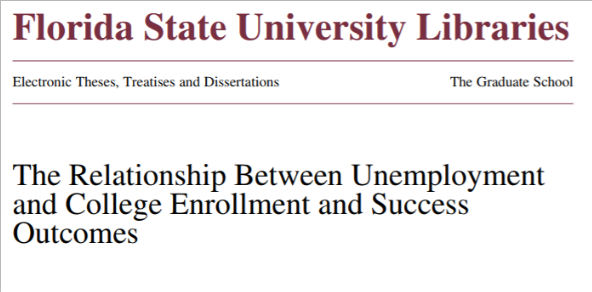 Florida State University Libraries
Electronic Theses, Treatises and Dissertations The Graduate School
The Relationship Between Unemployment
and College Enrollment and Success
Outcomes